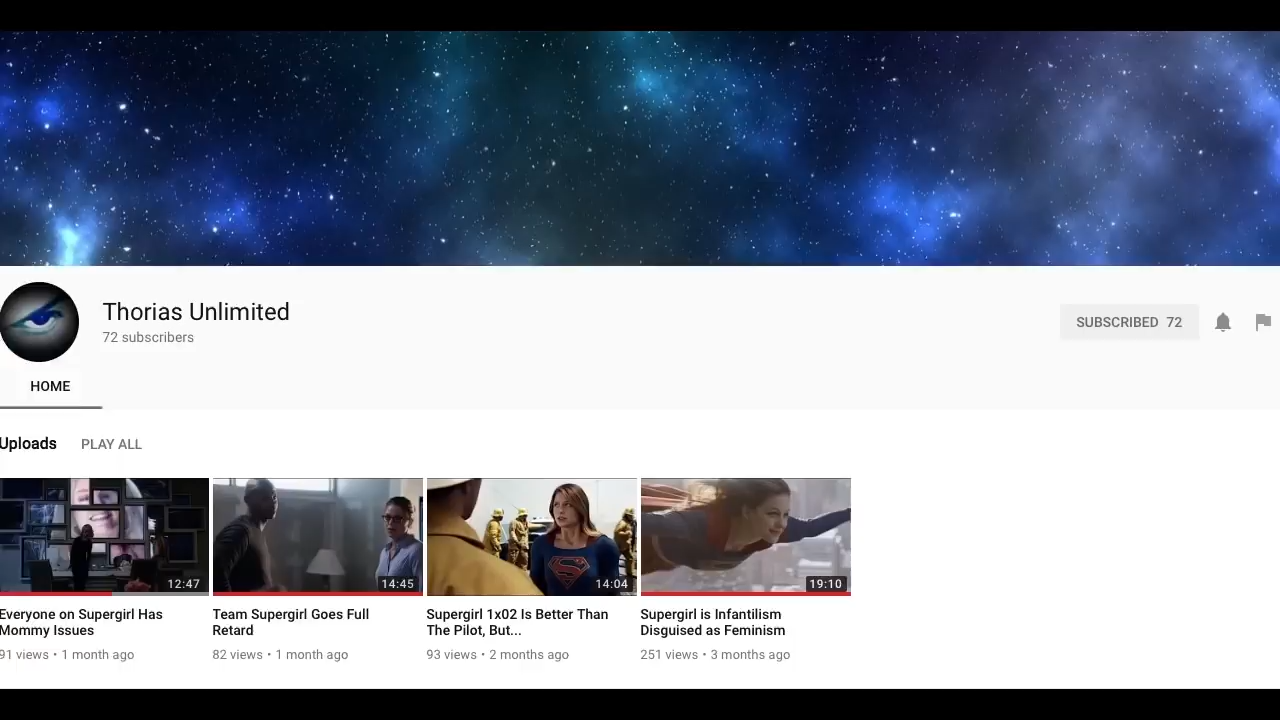 Thorias Unlimited
72 subscribers
SUBSCRIBED 72
HOME
Uploads PLAY ALL
12:47
14:45
14:04
19:10
Everyone on Supergirl Has
Mommy Issues
91 views • 1 month ago
Team Supergirl Goes Full
Retard
82 views • 1 month ago
Supergirl 1x02 Is Better Than
The Pilot, But...
93 views • 2 months ago
Supergirl is Infantilism
Disguised as Feminism
251 views • 3 months ago